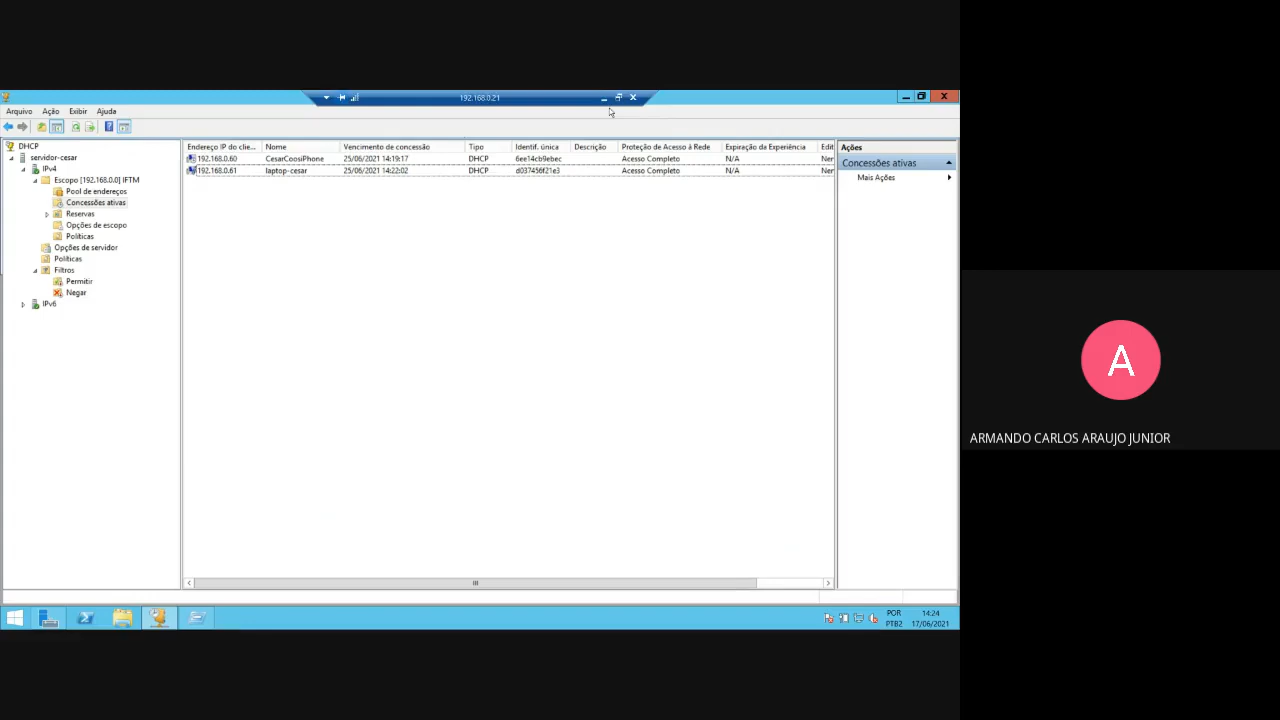 192.168.0.21
Arquivo Ação Exibir Ajuda
DHCP
servidor-cesar
IPv4
Escopo [192.168.0.0] IFTM
Pool de endereços
Concessões ativas
Reservas
Opções de escopo
Políticas
Opções de servidor
Políticas
Filtros
Permitir
Negar
IPv6
Endereço IP do clie... Nome Vencimento de concessão Tipo Identif. única Descrição Proteção de Acesso à Rede Expiração da Experiência Edit
192.168.0.60 CesarCoosiPhone 25/06/2021 14:19:17 DHCP 6ee14cb9ebec Acesso Completo N/A Ner
192.168.0.61 laptop-cesar 25/06/2021 14:22:02 DHCP d037456f21e3 Acesso Completo N/A Ner
Ações
Concessões ativas
Mais Ações
POR
PTB2
14:24
17/06/2021
A
ARMANDO CARLOS ARAUJO JUNIOR